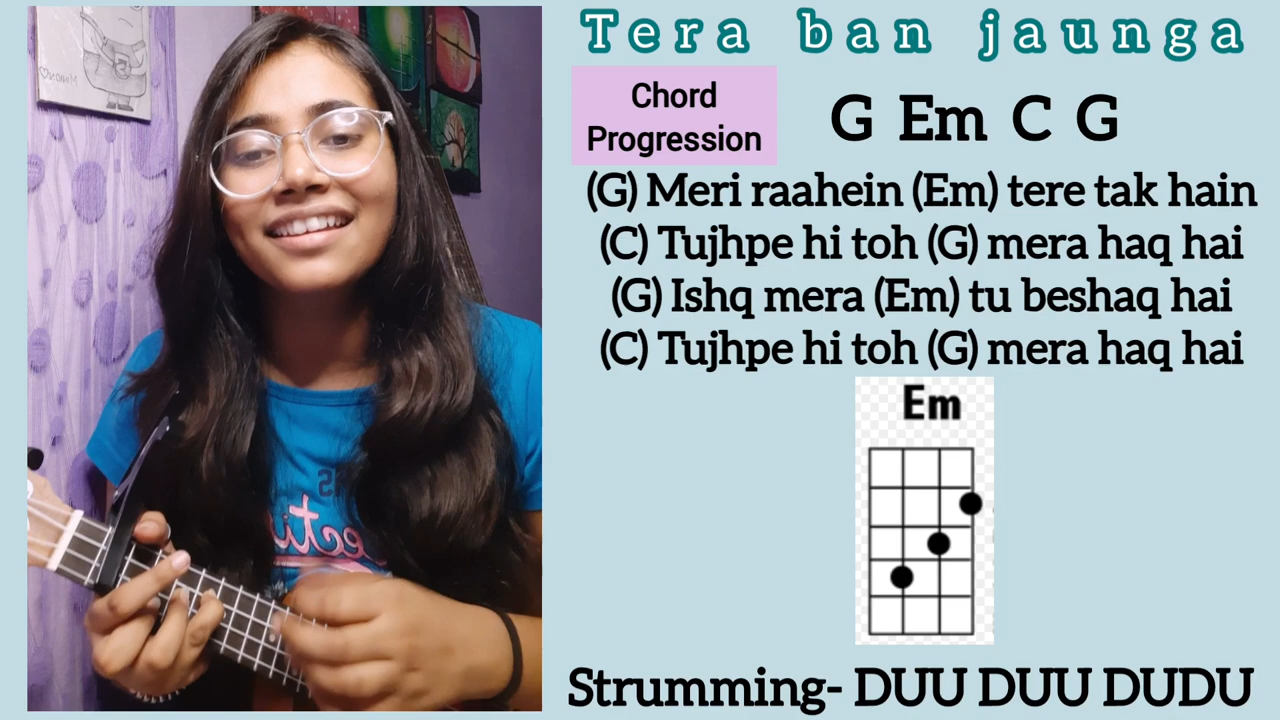 Tera ban jaunga
Chord
Progression
G Em C G
(G) Meri raahein (Em) tere tak hain
(C) Tujhpe hi toh (G) mera haq hai
(G) Ishq mera (Em) tu beshaq hai
(C) Tujhpe hi toh (G) mera haq hai
Em
Strumming- DUU DUU DUDU